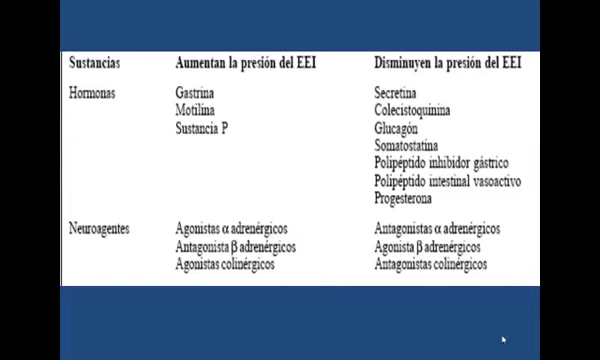 Sustancias Aumentan la presión del EEI Disminuyen la presión del EEI
Hormonas Gastrina Secretina
Motilina Colecistoquinina
Sustancia P Glucagón
Somatostatina
Polipéptido inhibidor gástrico
Polipéptido intestinal vasoactivo
Progesterona
Neuroagentes Agonistas α adrenérgicos Antagonistas α adrenérgicos
Antagonista β adrenérgicos Agonista β adrenérgicos
Agonistas colinérgicos Antagonistas colinérgicos